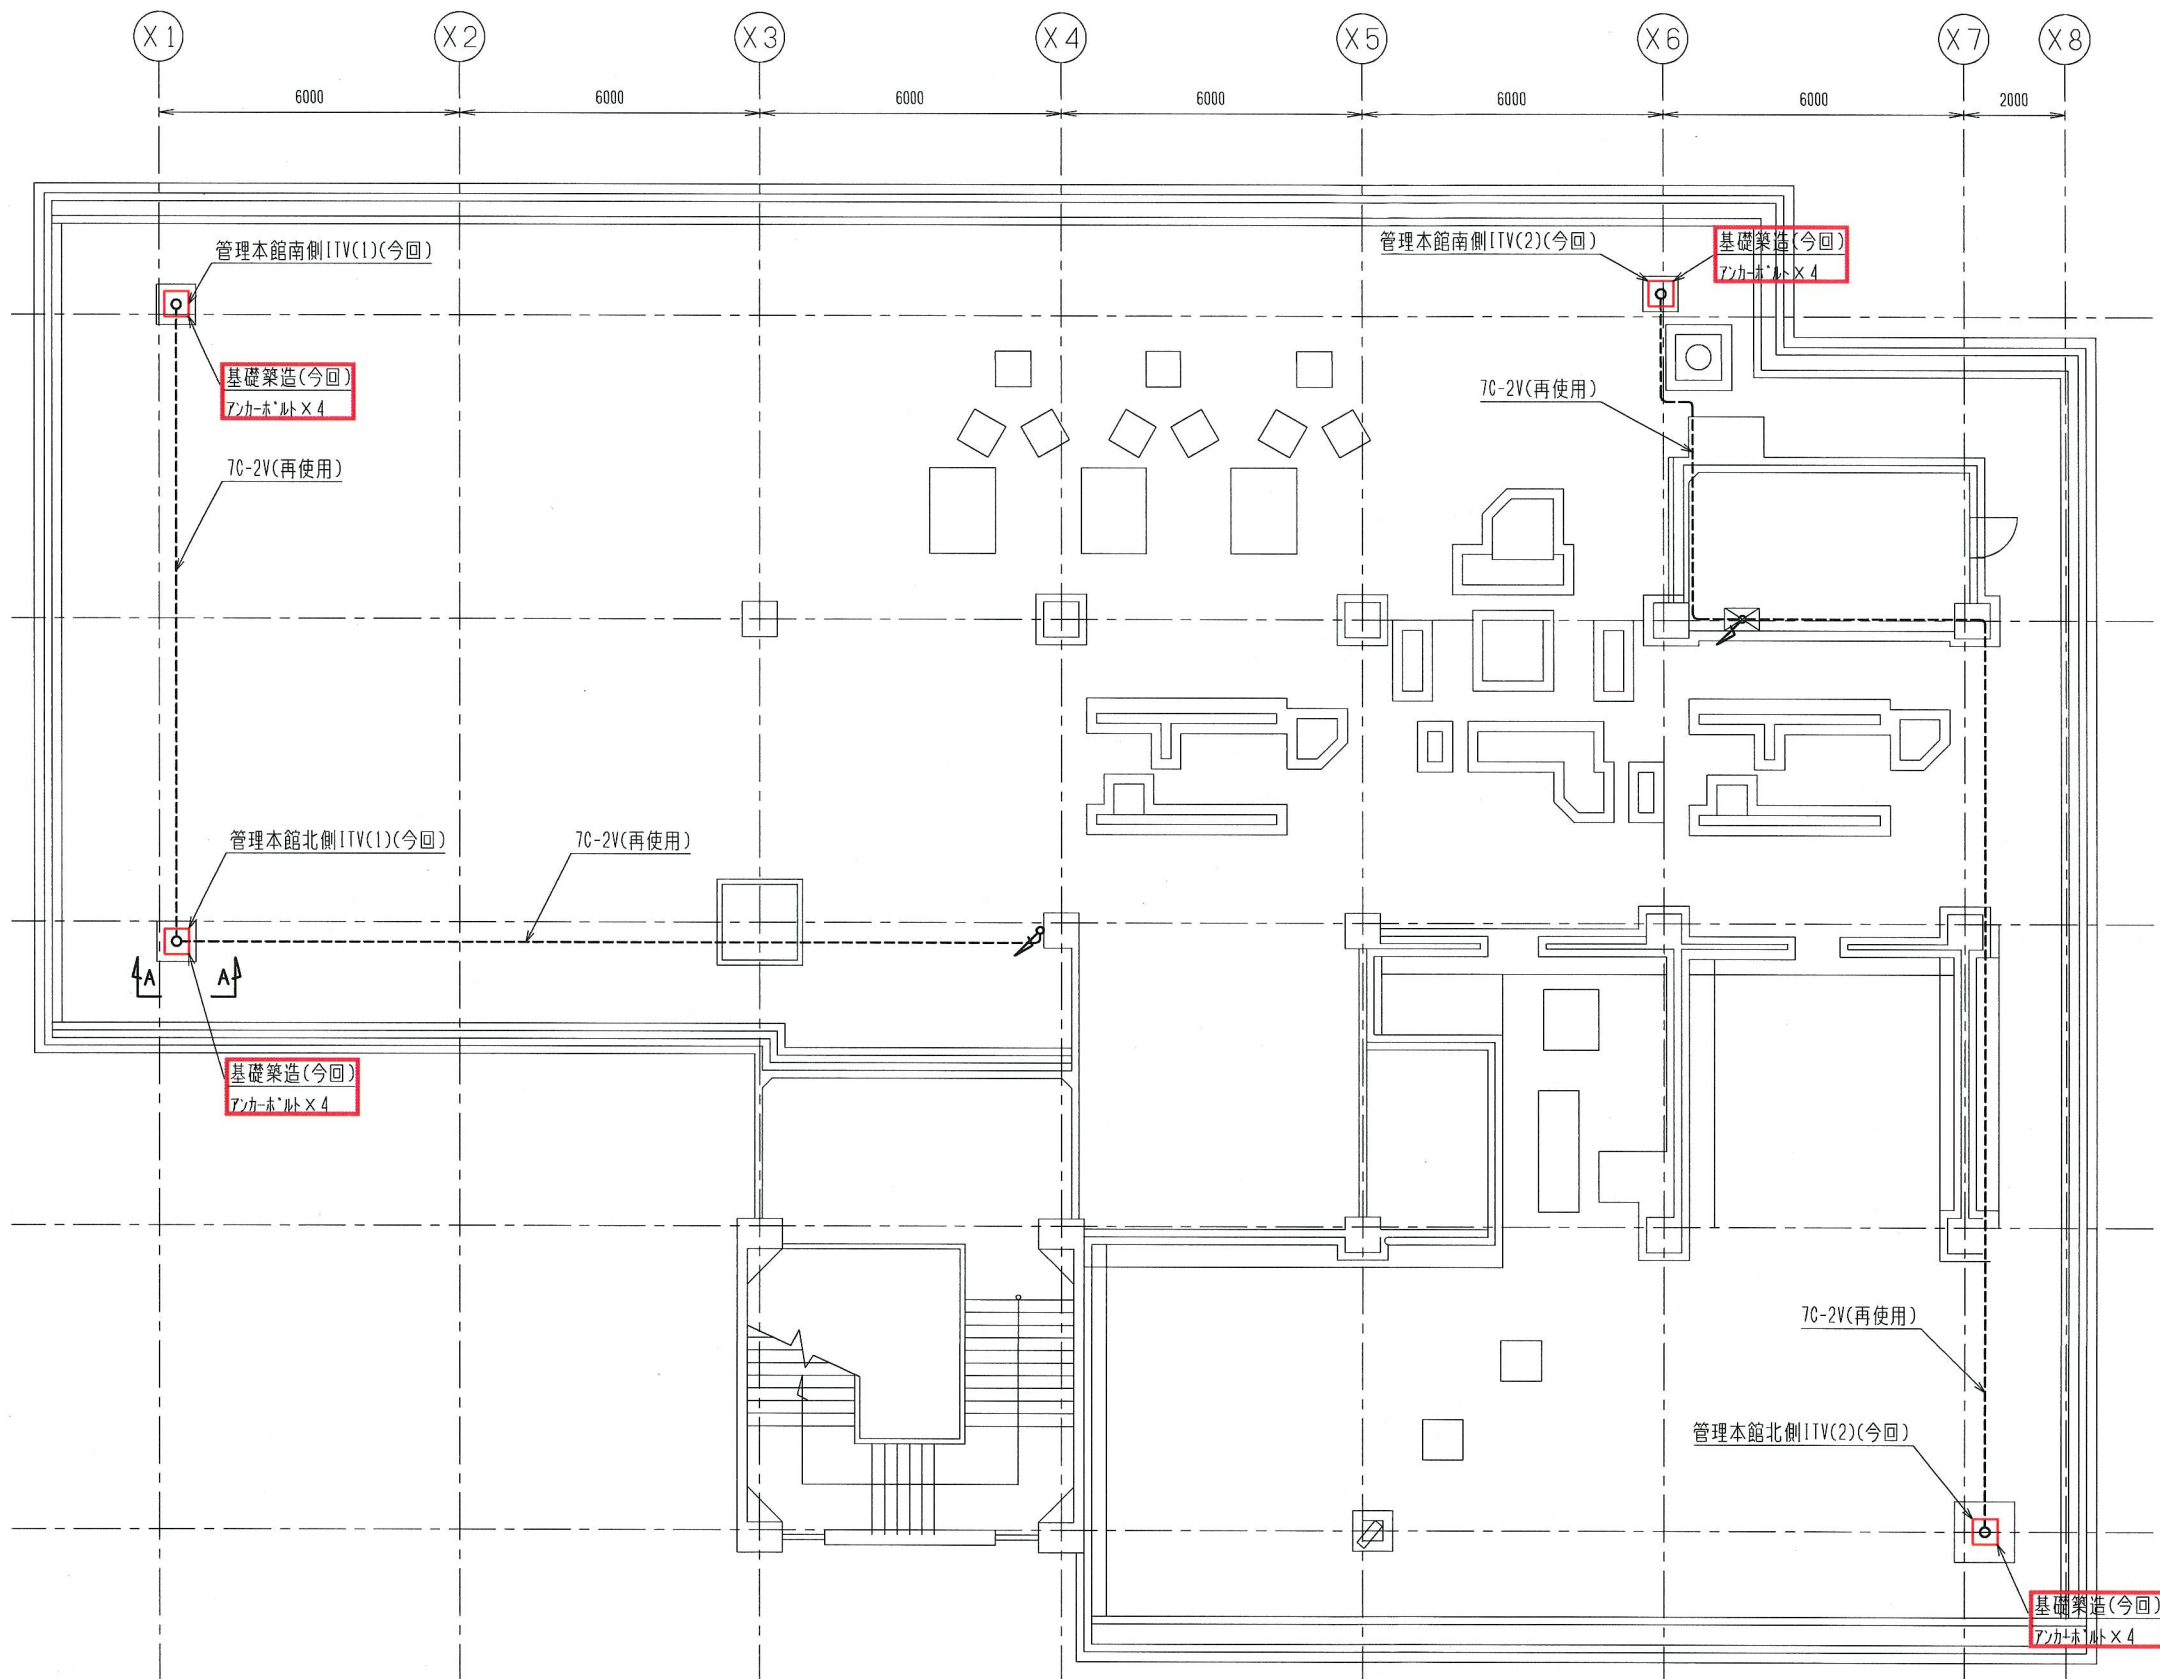 X1
X2
X3
X4
X5
X6
X7
X8
6000
6000
6000
6000
6000
6000
2000
管理本館南側ITV(1)(今回)
管理本館南側ITV(2)(今回)
基礎築造(今回)
アンカーボルト×4
基礎築造(今回)
アンカーボルト×4
7C-2V(再使用)
7C-2V(再使用)
管理本館北側ITV(1)(今回)
7C-2V(再使用)
A
A
基礎築造(今回)
アンカーボルト×4
7C-2V(再使用)
管理本館北側ITV(2)(今回)
基礎築造(今回)
アンカーボルト×4